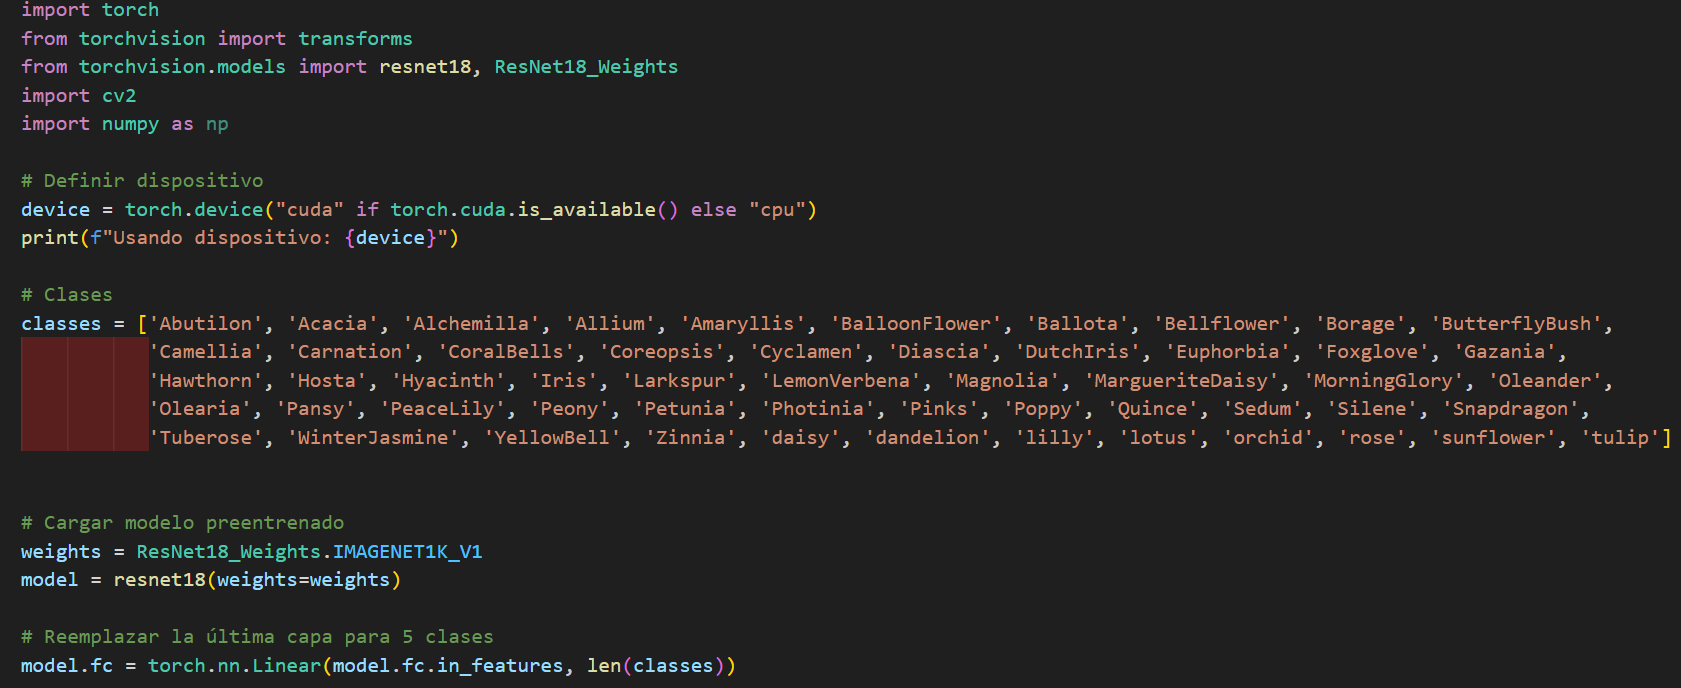 import torch
from torchvision import transforms
from torchvision.models import resnet18, ResNet18_Weights
import cv2
import numpy as np
# Definir dispositivo
device = torch.device("cuda" if torch.cuda.is_available() else "cpu")
print(f"Usando dispositivo: {device}")
# Clases
classes = ['Abutilon', 'Acacia', 'Alchemilla', 'Allium', 'Amaryllis', 'BalloonFlower', 'Ballota', 'Bellflower', 'Borage', 'ButterflyBush',
'Camellia', 'Carnation', 'CoralBells', 'Coreopsis', 'Cyclamen', 'Diascia', 'DutchIris', 'Euphorbia', 'Foxglove', 'Gazania',
'Hawthorn', 'Hosta', 'Hyacinth', 'Iris', 'Larkspur', 'LemonVerbena', 'Magnolia', 'MargueriteDaisy', 'MorningGlory', 'Oleander',
'Olearia', 'Pansy', 'PeaceLily', 'Peony', 'Petunia', 'Photinia', 'Pinks', 'Poppy', 'Quince', 'Sedum', 'Silene', 'Snapdragon',
'Tuberose', 'WinterJasmine', 'YellowBell', 'Zinnia', 'daisy', 'dandelion', 'lilly', 'lotus', 'orchid', 'rose', 'sunflower', 'tulip']
# Cargar modelo preentrenado
weights = ResNet18_Weights.IMAGENET1K_V1
model = resnet18(weights=weights)
# Reemplazar la última capa para 5 clases
model.fc = torch.nn.Linear(model.fc.in_features, len(classes))